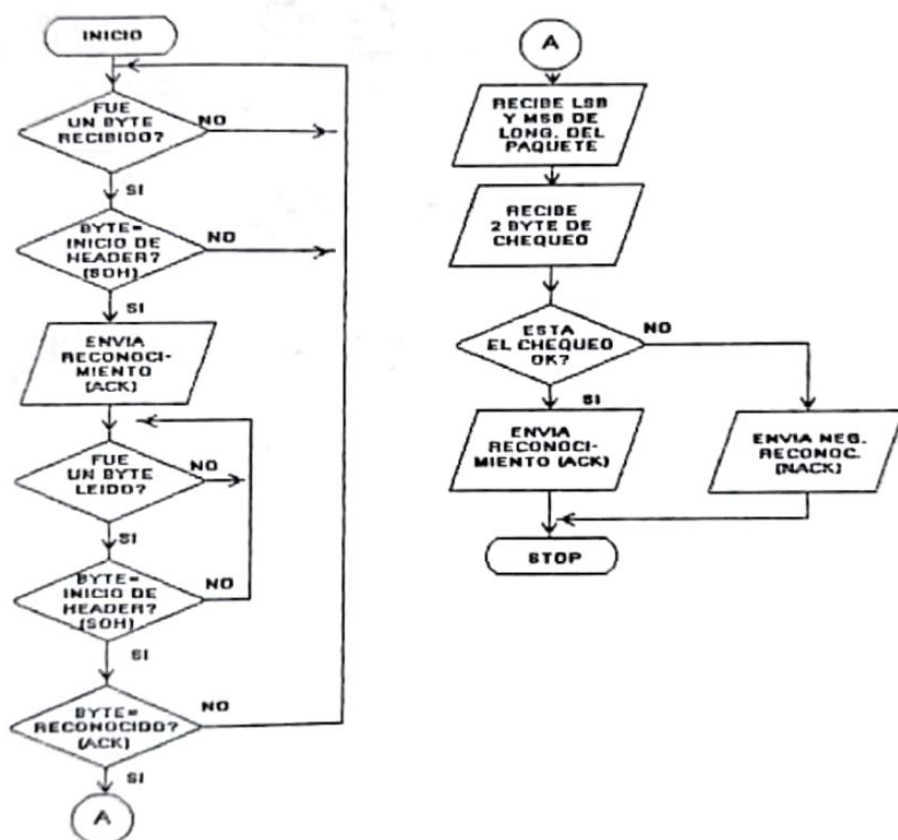 INICIO
FUE
UN BYTE
RECIBIDO?
NO
SI
BYTE=
INICIO DE
HEADER?
(SOH)
NO
SI
ENVIA
RECONOCI-
MIENTO
(ACK)
FUE
UN BYTE
LEIDO?
NO
SI
BYTE=
INICIO DE
HEADER?
(SOH)
NO
SI
BYTE=
RECONOCIDO?
(ACK)
NO
SI
A
A
RECIBE LSB
Y MSB DE
LONG. DEL
PAQUETE
RECIBE
2 BYTE DE
CHEQUEO
ESTA
EL CHEQUEO
OK?
NO
SI
ENVIA
RECONOCI-
MIENTO (ACK)
ENVIA NEG.
RECONOC.
(NACK)
STOP